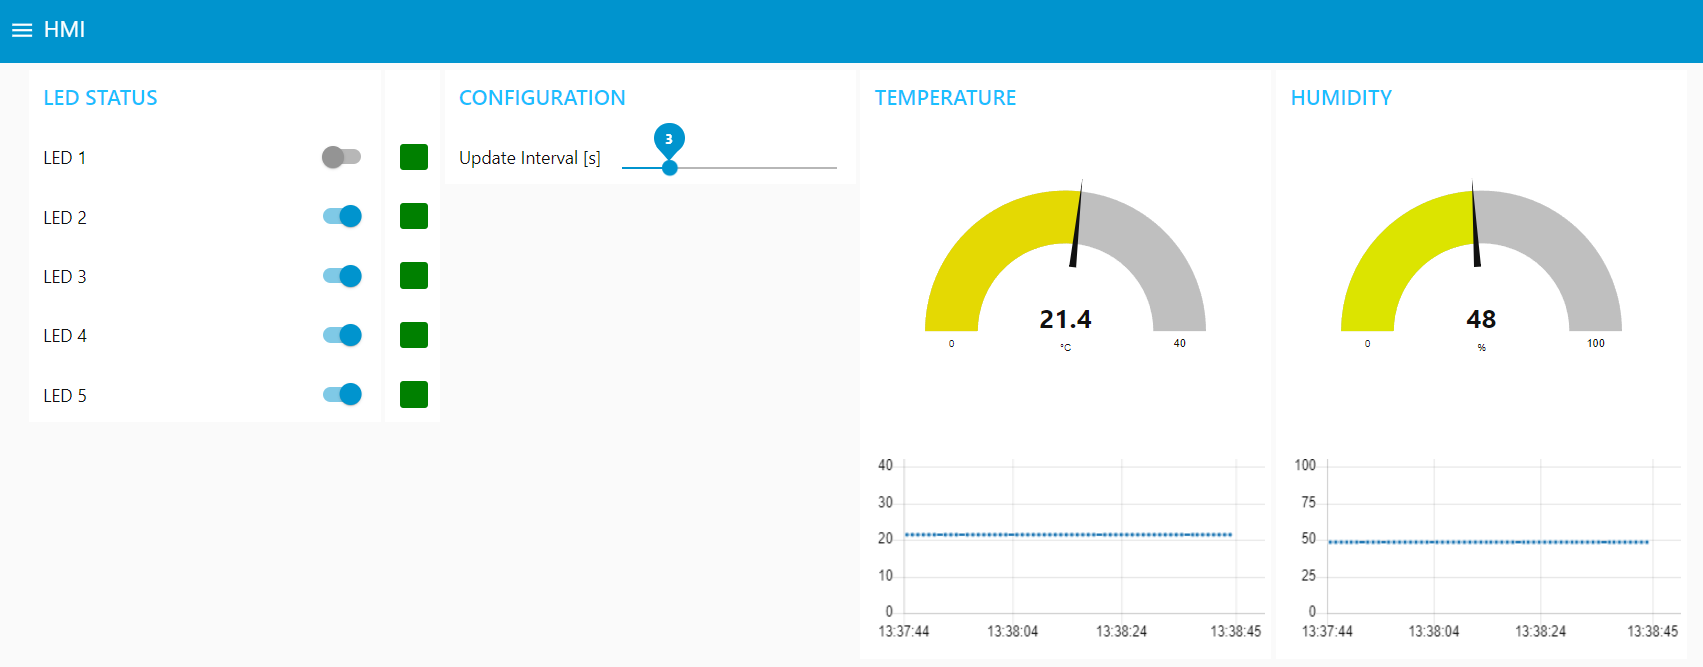 HMI
LED STATUS
LED 1
LED 2
LED 3
LED 4
LED 5
CONFIGURATION
3
Update Interval [s]
TEMPERATURE
21.4
0
°C
40
40
30
20
10
0
13:37:44 13:38:04 13:38:24 13:38:45
HUMIDITY
48
0
%
100
100
75
50
25
0
13:37:44 13:38:04 13:38:24 13:38:45